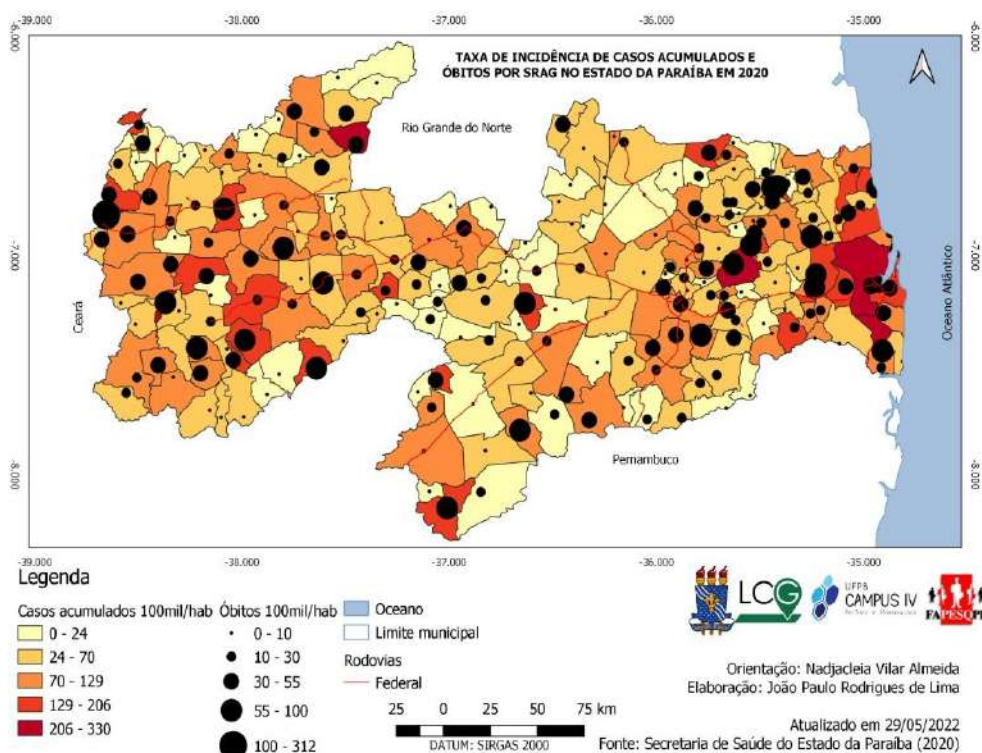 -39.000 -38.000 -37.000 -36.000 -35.000
-6.000 -6.000
TAXA DE INCIDÊNCIA DE CASOS ACUMULADOS E
ÓBITOS POR SRAG NO ESTADO DA PARAÍBA EM 2020
Rio Grande do Norte
-7.000 -7.000
Ceará
Oceano Atlântico
Pernambuco
-8.000 -8.000
-39.000 -38.000 -37.000 -36.000 -35.000
Legenda
Casos acumulados 100mil/hab
0 - 24
24 - 70
70 - 129
129 - 206
206 - 330
Óbitos 100mil/hab
0 - 10
10 - 30
30 - 55
55 - 100
100 - 312
Oceano
Limite municipal
Rodovias
Federal
25 0 25 50 75 km
DATUM: SIRGAS 2000
LCG
UFPB
CAMPUS IV
FAPESQPB
Orientação: Nadjacleia Vilar Almeida
Elaboração: João Paulo Rodrigues de Lima
Atualizado em 29/05/2022
Fonte: Secretaria de Saúde do Estado da Paraíba (2020)